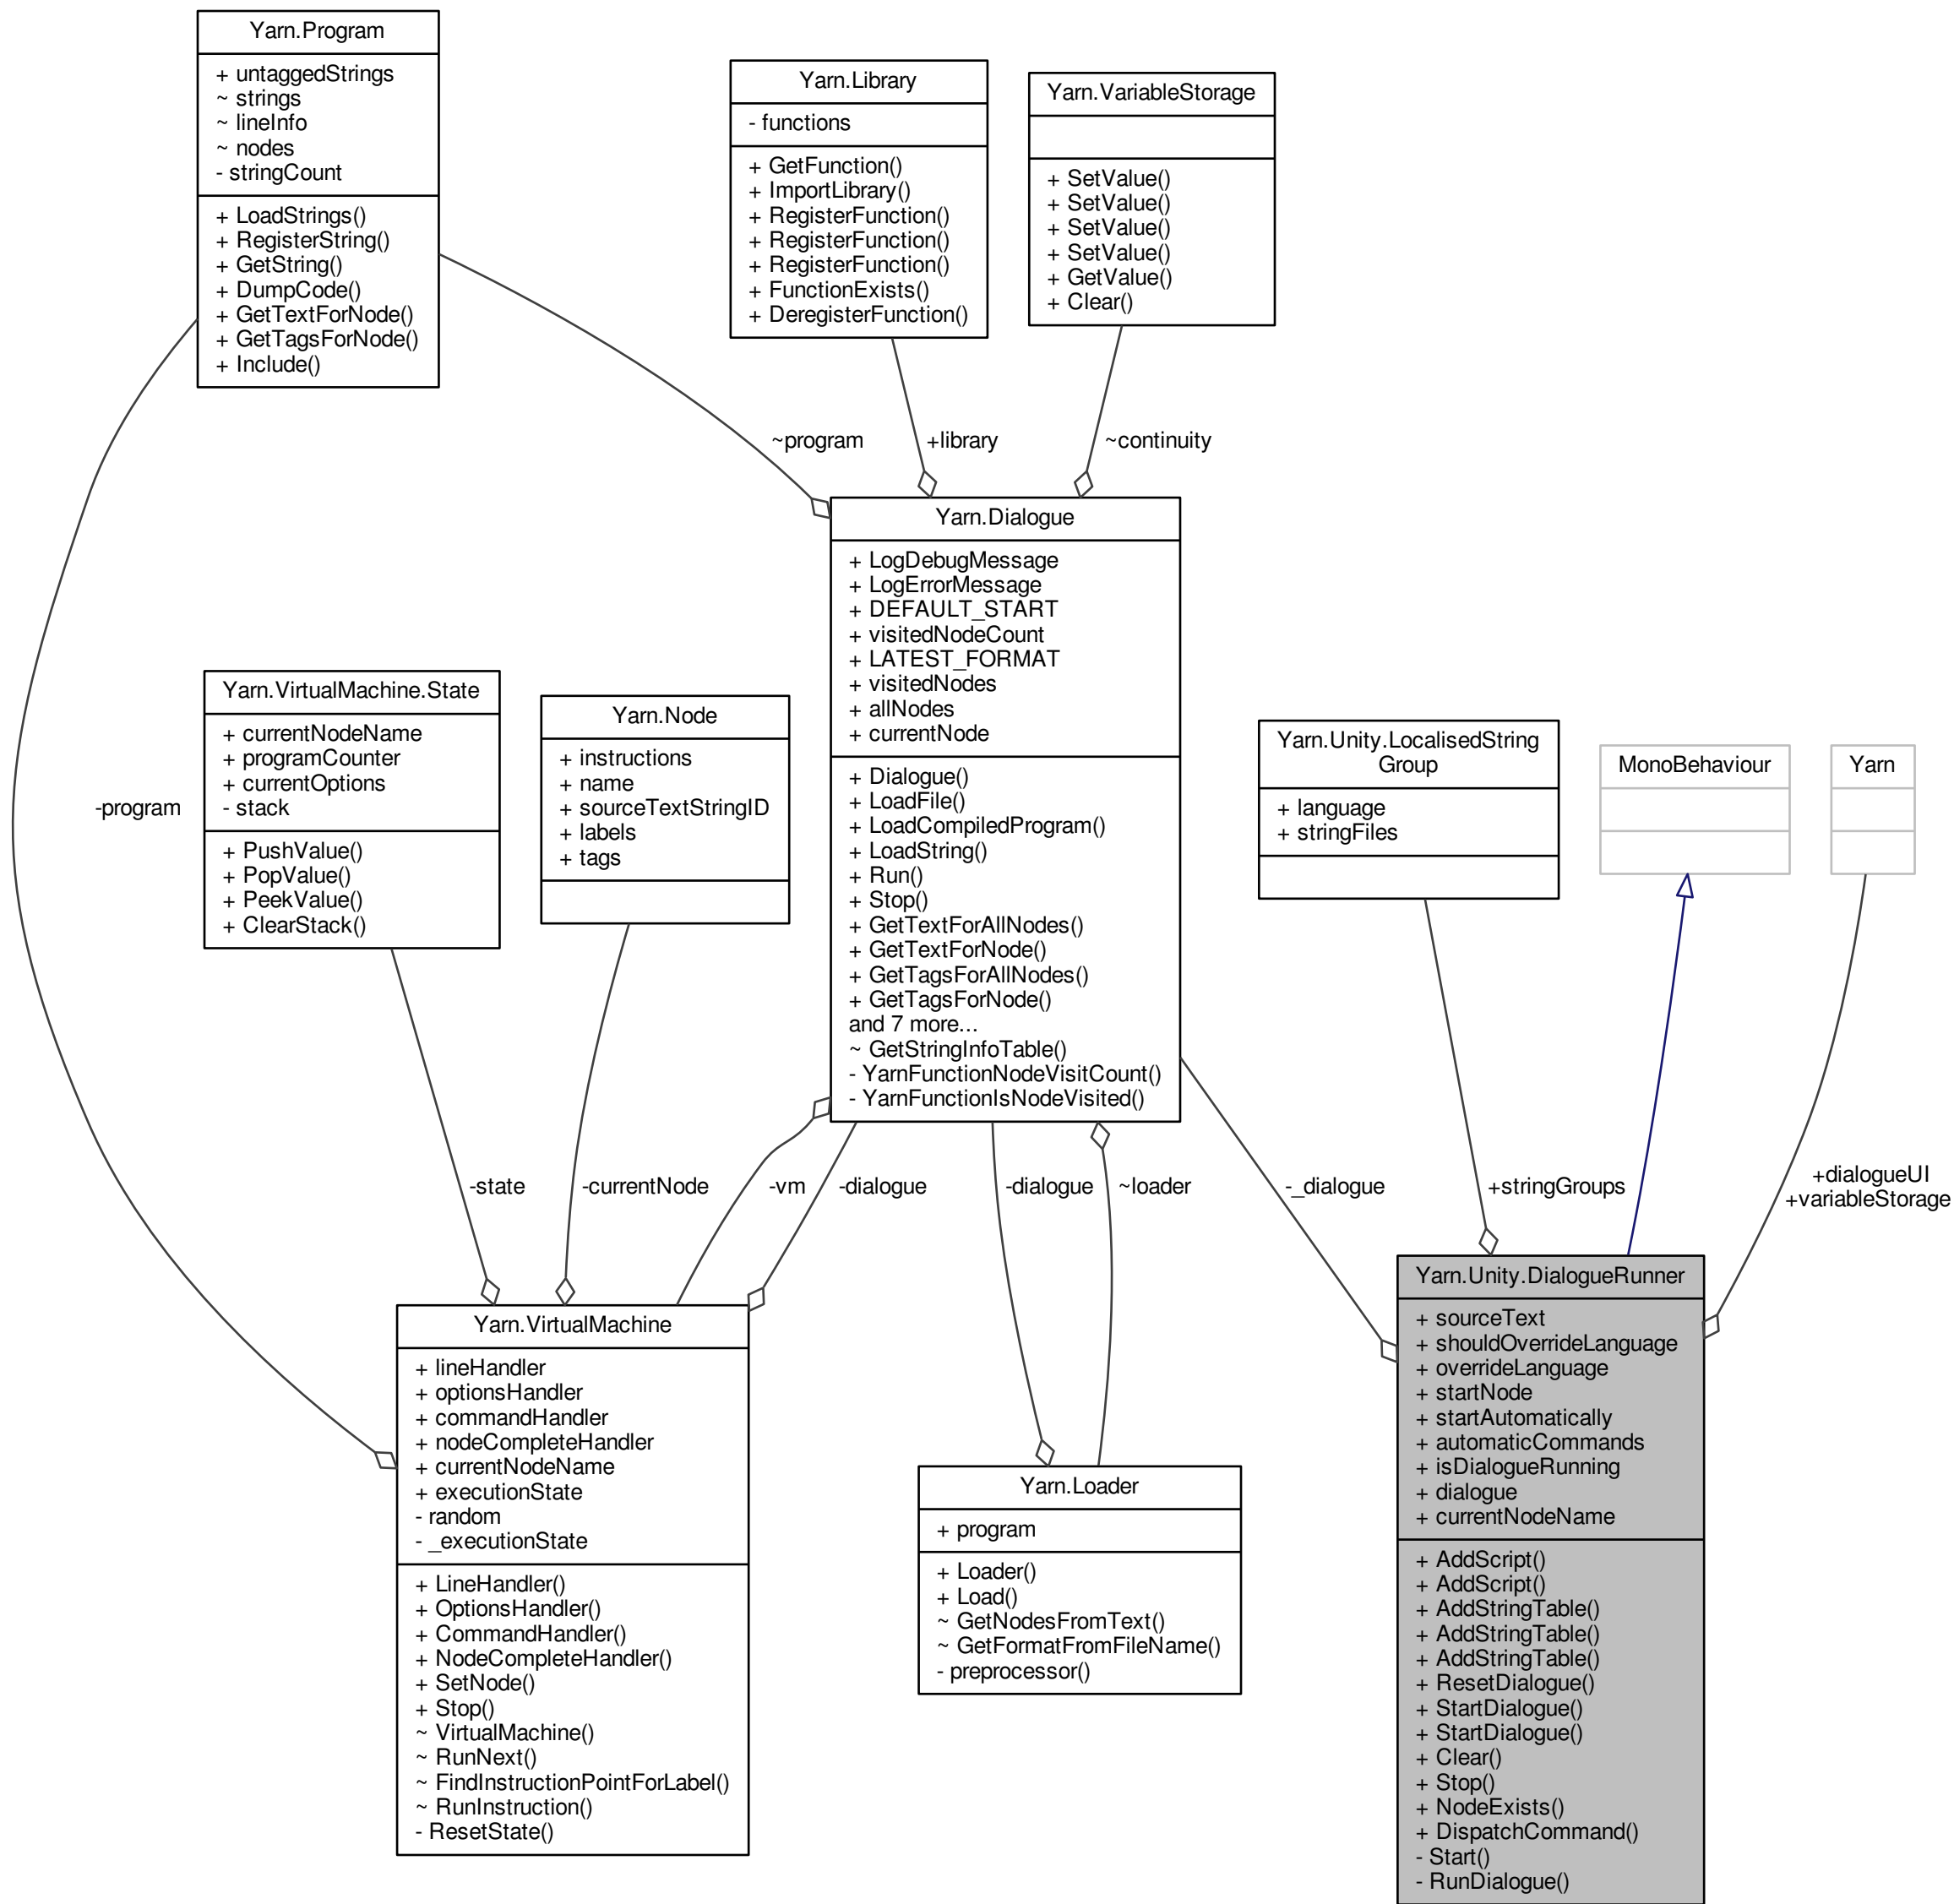 Yarn.Program
+ untaggedStrings
~ strings
~ lineInfo
~ nodes
- stringCount
+ LoadStrings()
+ RegisterString()
+ GetString()
+ DumpCode()
+ GetTextForNode()
+ GetTagsForNode()
+ Include()
Yarn.Library
- functions
+ GetFunction()
+ ImportLibrary()
+ RegisterFunction()
+ RegisterFunction()
+ RegisterFunction()
+ FunctionExists()
+ DeregisterFunction()
Yarn.VariableStorage
+ SetValue()
+ SetValue()
+ SetValue()
+ SetValue()
+ GetValue()
+ Clear()
~program
+library
~continuity
Yarn.Dialogue
+ LogDebugMessage
+ LogErrorMessage
+ DEFAULT_START
+ visitedNodeCount
+ LATEST_FORMAT
+ visitedNodes
+ allNodes
+ currentNode
+ Dialogue()
+ LoadFile()
+ LoadCompiledProgram()
+ LoadString()
+ Run()
+ Stop()
+ GetTextForAllNodes()
+ GetTextForNode()
+ GetTagsForAllNodes()
+ GetTagsForNode()
and 7 more...
~ GetStringInfoTable()
- YarnFunctionNodeVisitCount()
- YarnFunctionIsNodeVisited()
-program
Yarn.VirtualMachine.State
+ currentNodeName
+ programCounter
+ currentOptions
- stack
+ PushValue()
+ PopValue()
+ PeekValue()
+ ClearStack()
Yarn.Node
+ instructions
+ name
+ sourceTextStringID
+ labels
+ tags
Yarn.Unity.LocalisedString
Group
+ language
+ stringFiles
MonoBehaviour
Yarn
-state
-currentNode
-vm
-dialogue
-dialogue
~loader
-_dialogue
+stringGroups
+dialogueUI
+variableStorage
Yarn.VirtualMachine
+ lineHandler
+ optionsHandler
+ commandHandler
+ nodeCompleteHandler
+ currentNodeName
+ executionState
- random
- _executionState
+ LineHandler()
+ OptionsHandler()
+ CommandHandler()
+ NodeCompleteHandler()
+ SetNode()
+ Stop()
~ VirtualMachine()
~ RunNext()
~ FindInstructionPointForLabel()
~ RunInstruction()
- ResetState()
Yarn.Loader
+ program
+ Loader()
+ Load()
~ GetNodesFromText()
~ GetFormatFromFileName()
- preprocessor()
Yarn.Unity.DialogueRunner
+ sourceText
+ shouldOverrideLanguage
+ overrideLanguage
+ startNode
+ startAutomatically
+ automaticCommands
+ isDialogueRunning
+ dialogue
+ currentNodeName
+ AddScript()
+ AddScript()
+ AddStringTable()
+ AddStringTable()
+ AddStringTable()
+ ResetDialogue()
+ StartDialogue()
+ StartDialogue()
+ Clear()
+ Stop()
+ NodeExists()
+ DispatchCommand()
- Start()
- RunDialogue()